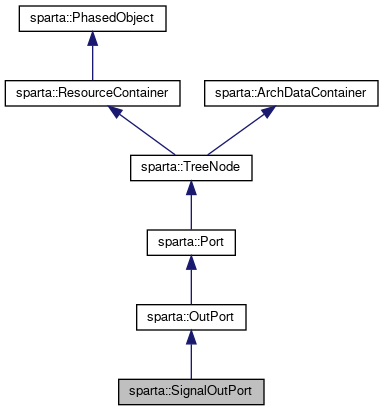 sparta::PhasedObject
sparta::ResourceContainer
sparta::ArchDataContainer
sparta::TreeNode
sparta::Port
sparta::OutPort
sparta::SignalOutPort